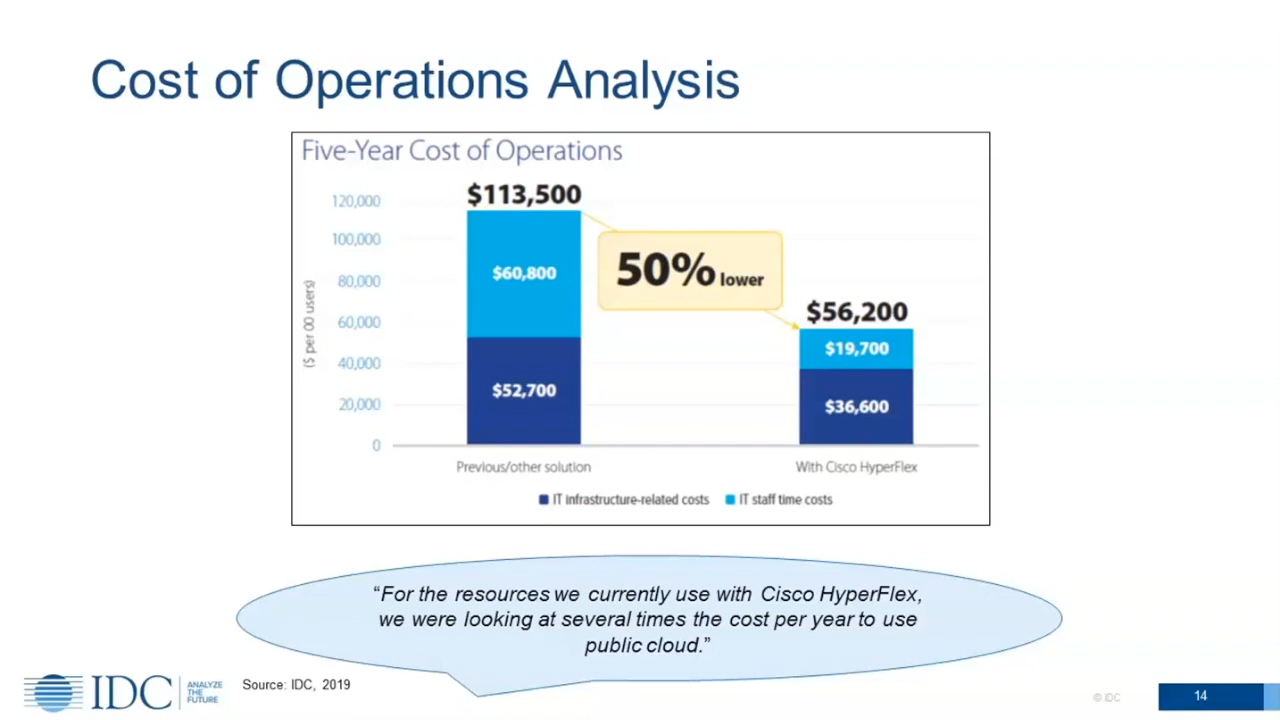 Cost of Operations Analysis
Five-Year Cost of Operations
120,000
100,000
80,000
60,000
40,000
20,000
0
($ per 00 users)
$113,500
$60,800
$52,700
50% lower
$56,200
$19,700
$36,600
Previous/other solution
With Cisco HyperFlex
IT infrastructure-related costs
IT staff time costs
“For the resources we currently use with Cisco HyperFlex,
we were looking at several times the cost per year to use
public cloud.”
IDC
ANALYZE
THE
FUTURE
Source: IDC, 2019
© IDC
14